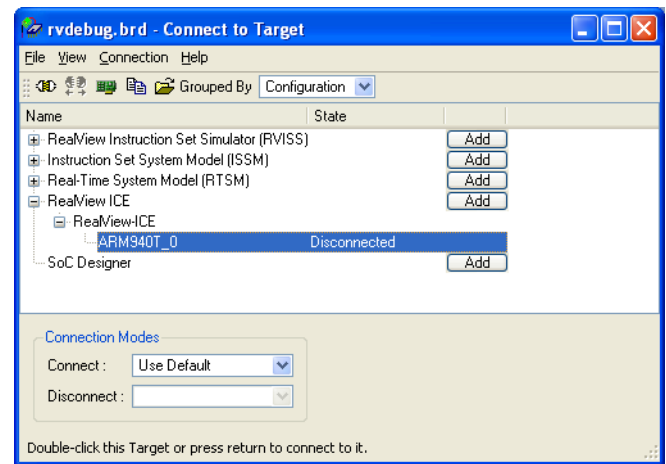 rvdebug.brd - Connect to Target
File View Connection Help
Grouped By Configuration
Name State
RealView Instruction Set Simulator (RVISS) Add
Instruction Set System Model (ISSM) Add
Real-Time System Model (RTSM) Add
RealView ICE Add
RealView-ICE
ARM940T_0 Disconnected
SoC Designer Add
Connection Modes
Connect : Use Default
Disconnect :
Double-click this Target or press return to connect to it.